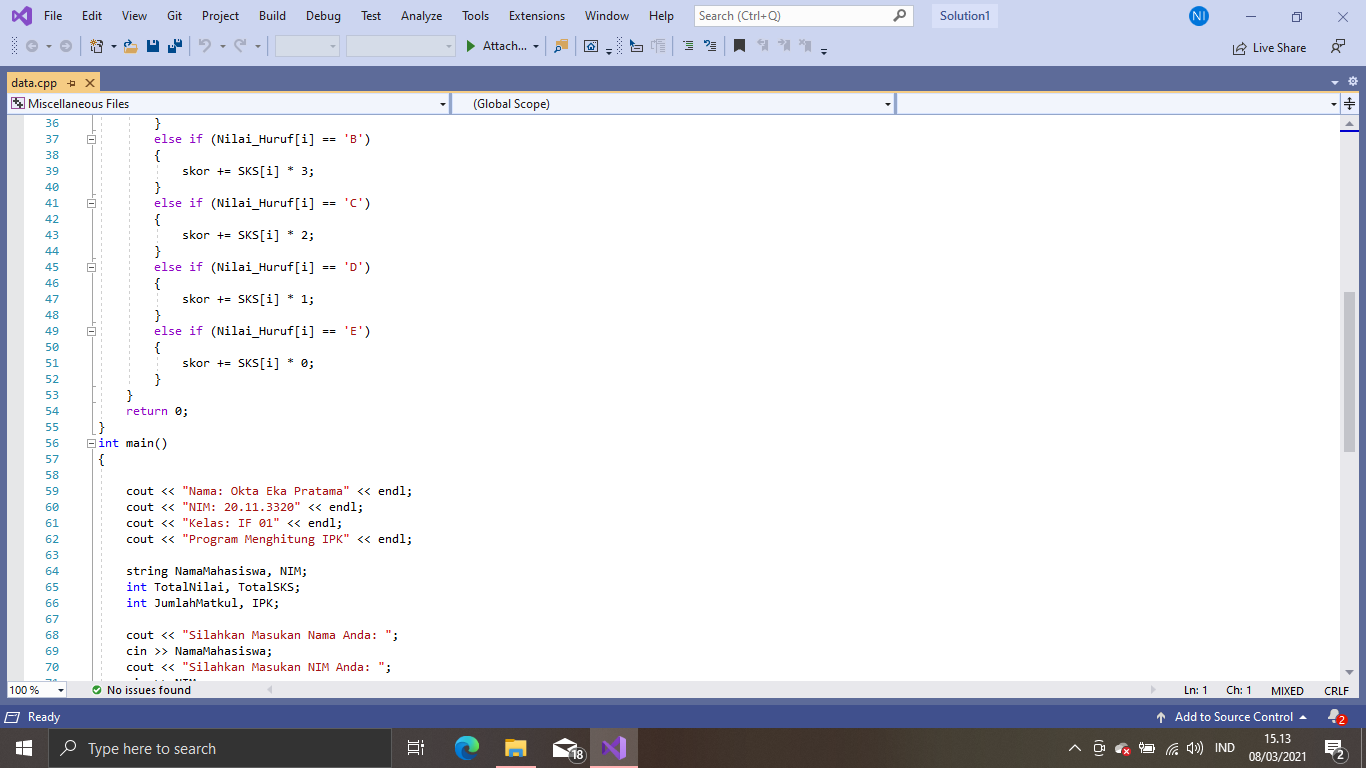 File Edit View Git Project Build Debug Test Analyze Tools Extensions Window Help Search (Ctrl+Q) Solution1 NI
Attach... Live Share
data.cpp
Miscellaneous Files (Global Scope)
36 }
37 else if (Nilai_Huruf[i] == 'B')
38 {
39 skor += SKS[i] * 3;
40 }
41 else if (Nilai_Huruf[i] == 'C')
42 {
43 skor += SKS[i] * 2;
44 }
45 else if (Nilai_Huruf[i] == 'D')
46 {
47 skor += SKS[i] * 1;
48 }
49 else if (Nilai_Huruf[i] == 'E')
50 {
51 skor += SKS[i] * 0;
52 }
53 }
54 return 0;
55 }
56 int main()
57 {
58
59 cout << "Nama: Okta Eka Pratama" << endl;
60 cout << "NIM: 20.11.3320" << endl;
61 cout << "Kelas: IF 01" << endl;
62 cout << "Program Menghitung IPK" << endl;
63
64 string NamaMahasiswa, NIM;
65 int TotalNilai, TotalSKS;
66 int JumlahMatkul, IPK;
67
68 cout << "Silahkan Masukan Nama Anda: ";
69 cin >> NamaMahasiswa;
70 cout << "Silahkan Masukan NIM Anda: ";
100 % No issues found Ln: 1 Ch: 1 MIXED CRLF
Ready Add to Source Control 2
Type here to search 18 IND 15.13
08/03/2021 2